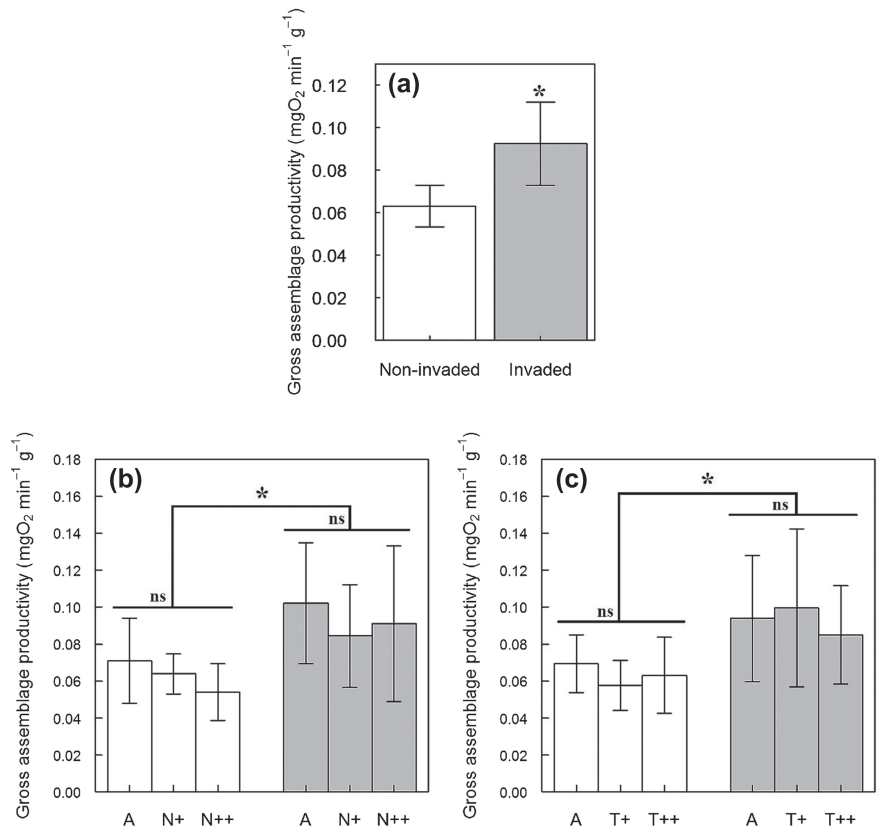 Gross assemblage productivity (mgO₂ min⁻¹ g⁻¹)
(a)
*
0.12
0.10
0.08
0.06
0.04
0.02
0.00
Non-invaded Invaded
Gross assemblage productivity (mgO₂ min⁻¹ g⁻¹)
(b)
0.18
0.16
0.14
0.12
0.10
0.08
0.06
0.04
0.02
0.00
*
ns
ns
A N+ N++ A N+ N++
Gross assemblage productivity (mgO₂ min⁻¹ g⁻¹)
(c)
0.18
0.16
0.14
0.12
0.10
0.08
0.06
0.04
0.02
0.00
*
ns
ns
A T+ T++ A T+ T++